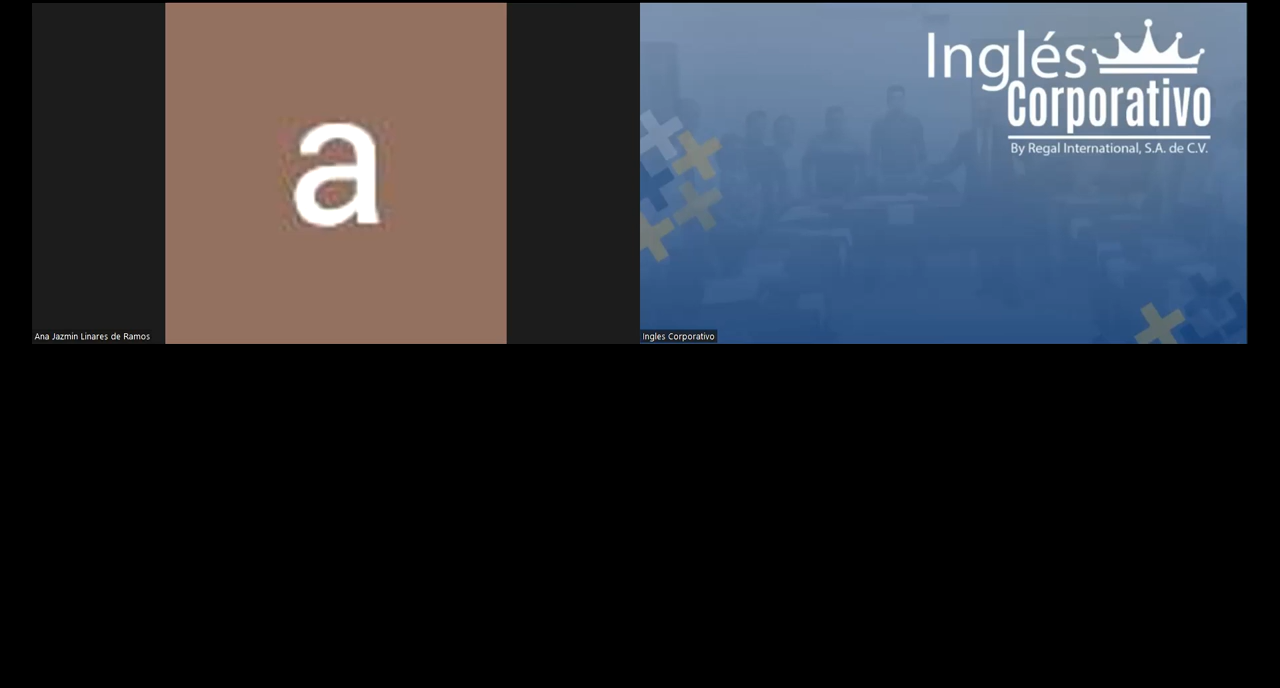 a
Ana Jazmin Linares de Ramos
Inglés
Corporativo
By Regal International, S.A. de C.V.
Ingles Corporativo